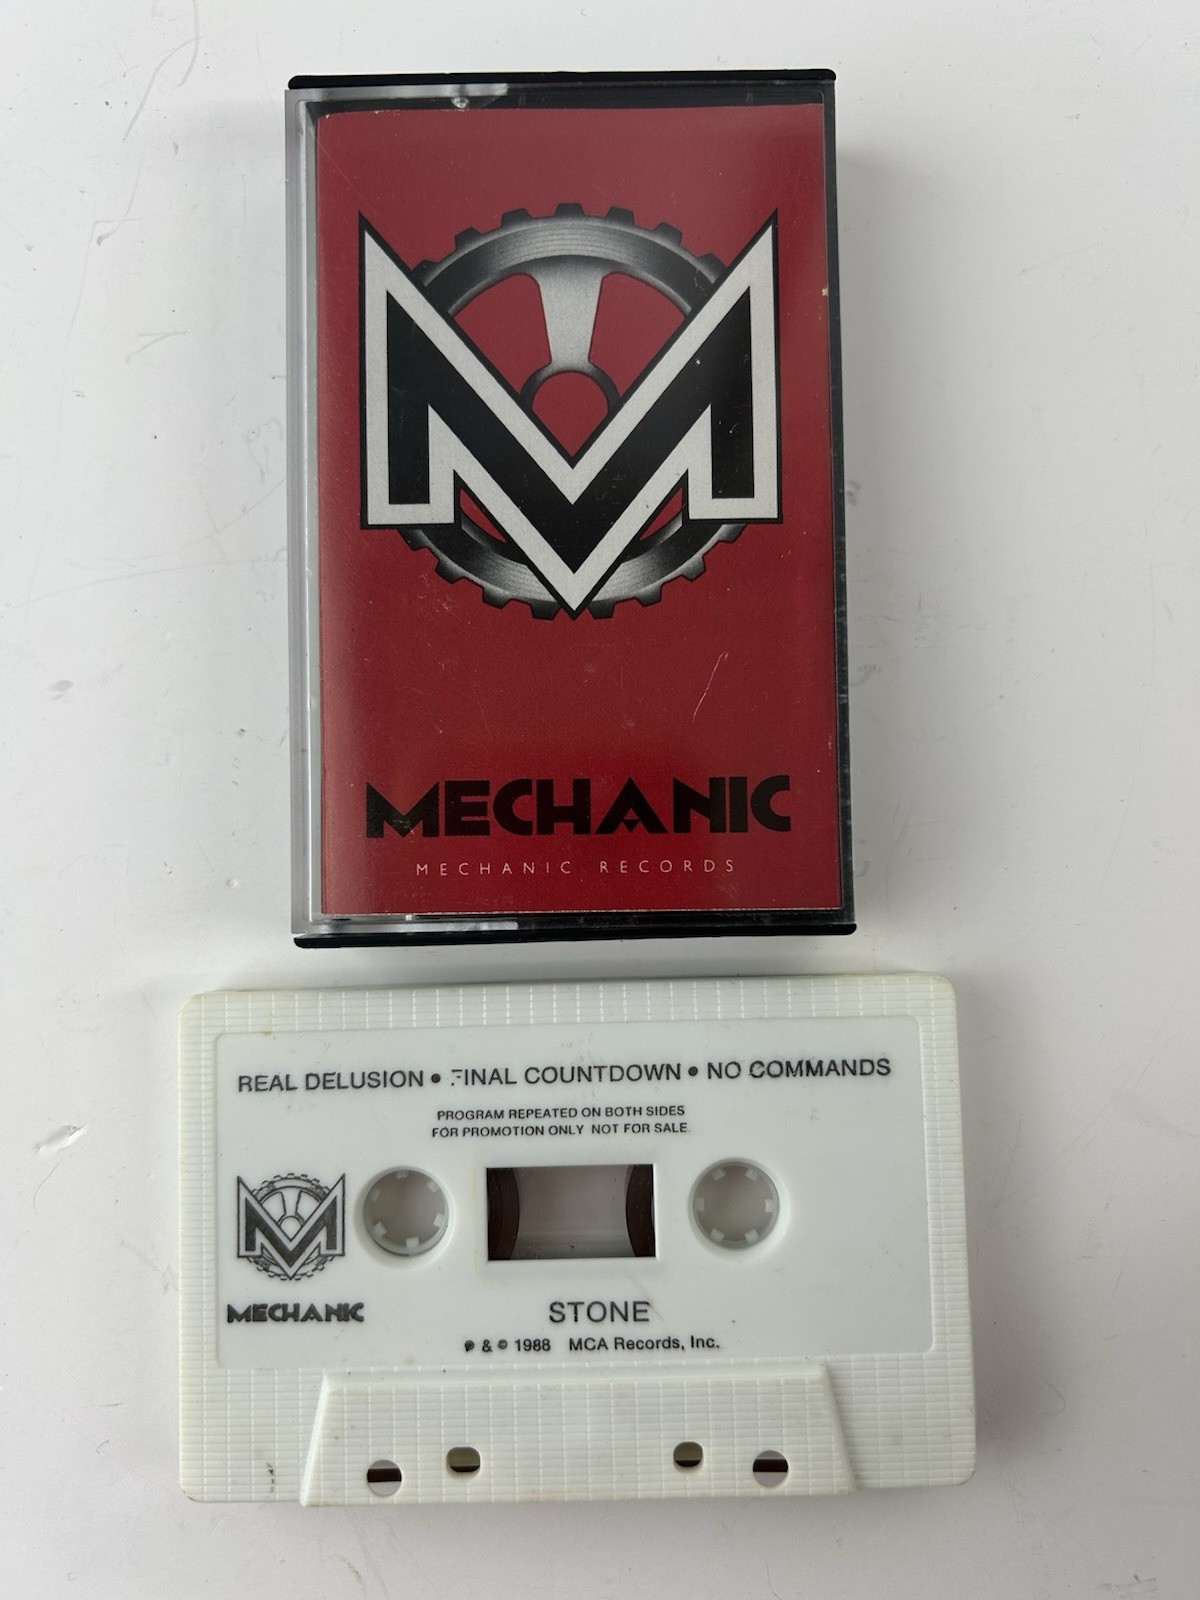 M
MECHANIC
MECHANIC RECORDS
REAL DELUSION • FINAL COUNTDOWN • NO COMMANDS
PROGRAM REPEATED ON BOTH SIDES
FOR PROMOTION ONLY NOT FOR SALE.
M
MECHANIC
STONE
℗ & © 1988 MCA Records, Inc.